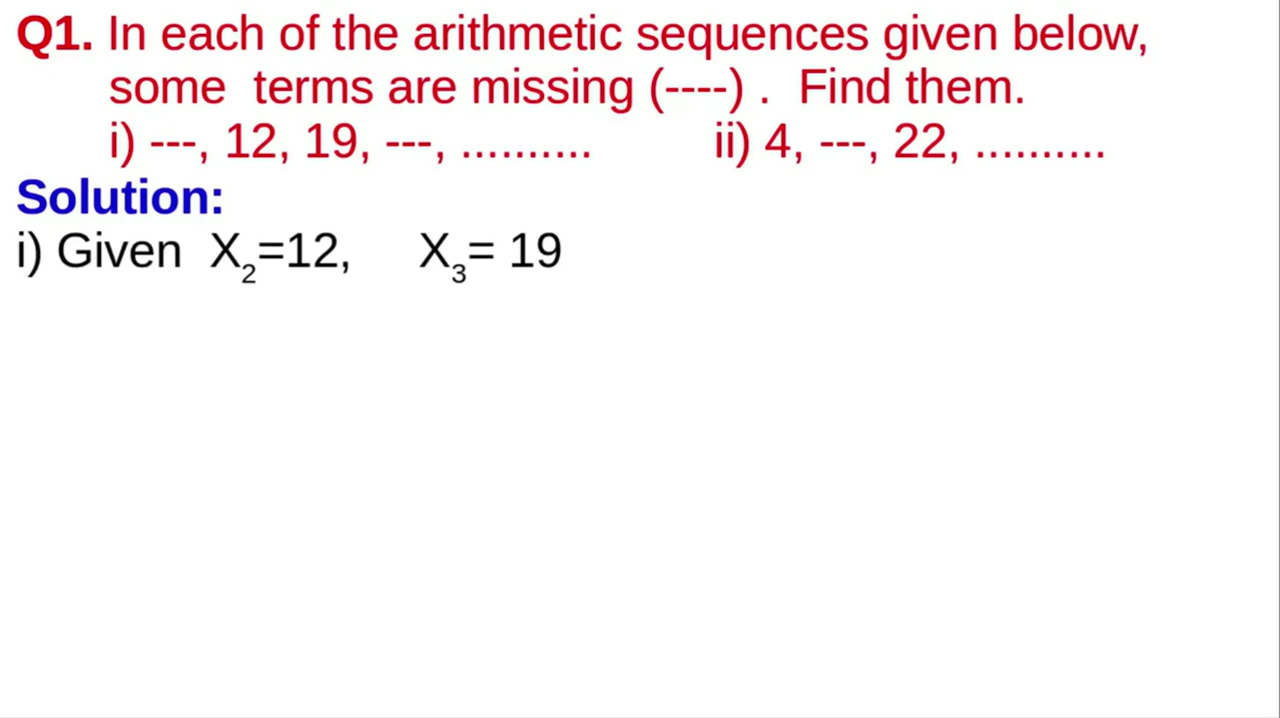 Q1. In each of the arithmetic sequences given below,
some terms are missing (----) . Find them.
i) ---, 12, 19, ---, .......... ii) 4, ---, 22, ..........
Solution:
i) Given X₂=12, X₃= 19